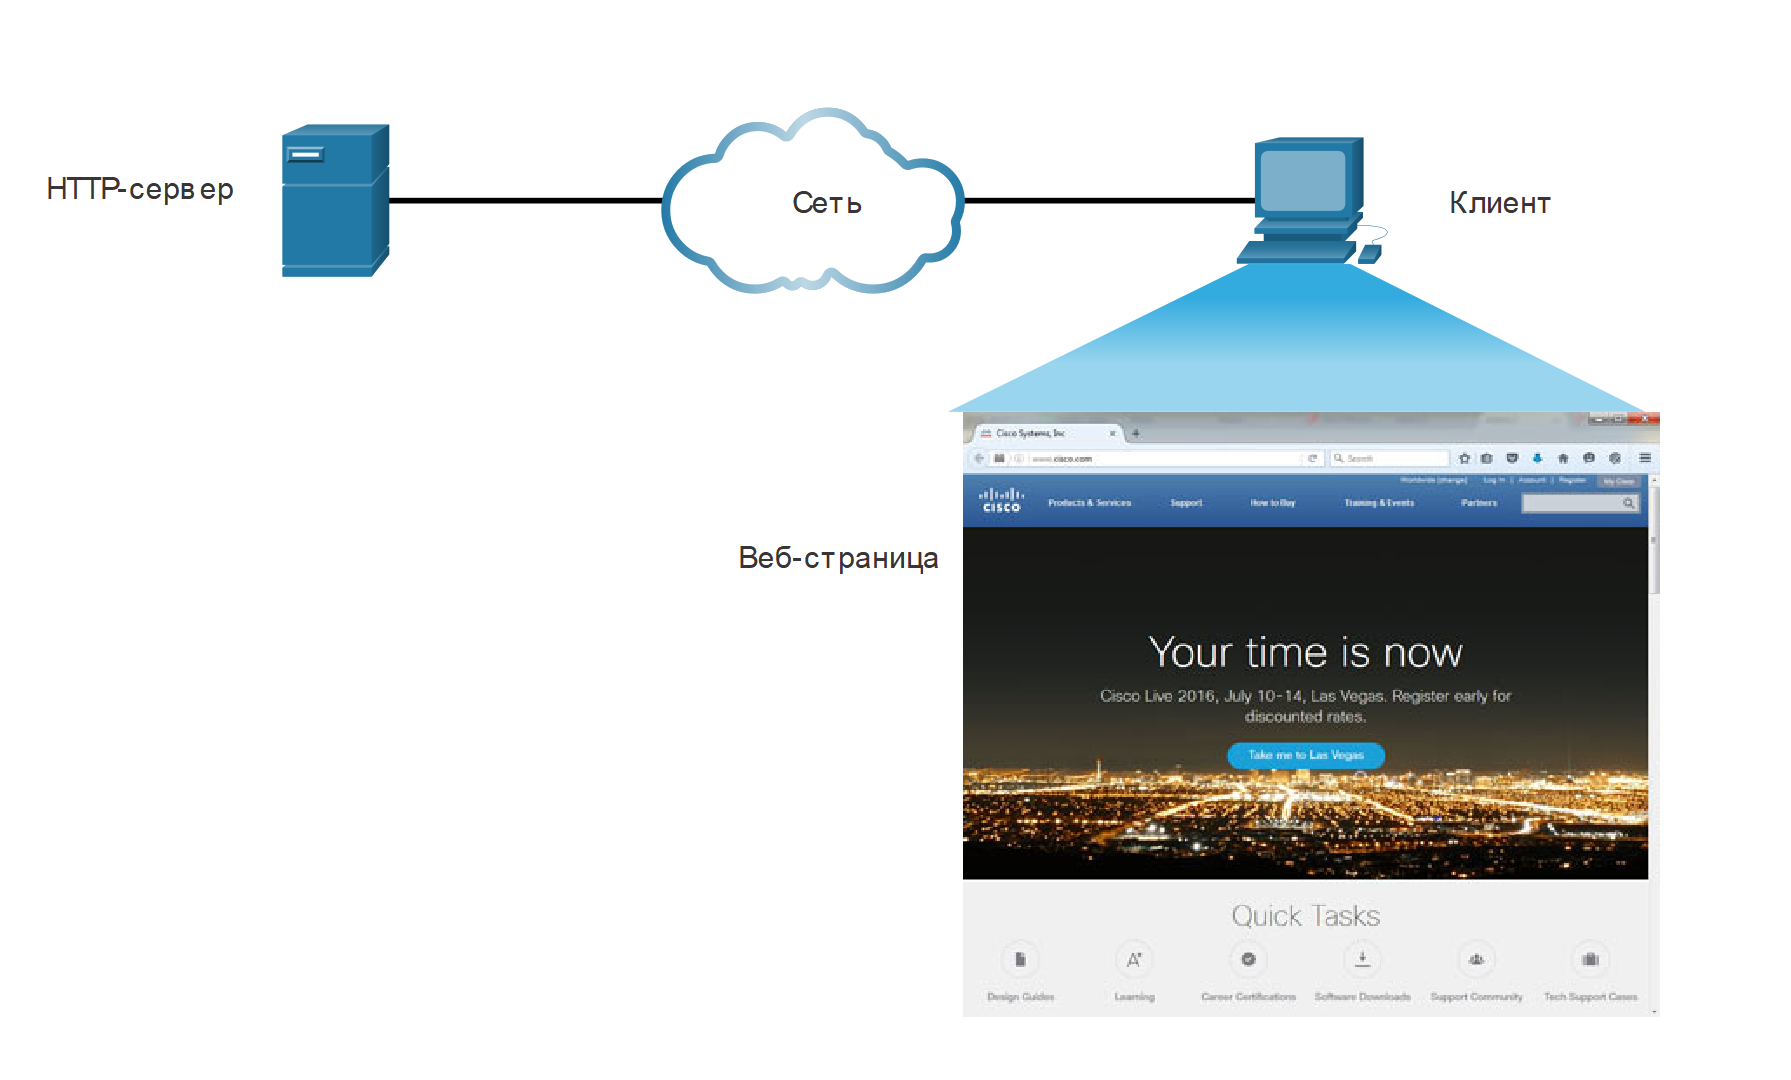 HTTP-сервер
Сеть
Клиент
Веб-страница
Cisco Systems, Inc
www.cisco.com
Search
Worldwide [change] Log In | Account | Register My Cisco
CISCO
Products & Services Support How to Buy Training & Events Partners
Your time is now
Cisco Live 2016, July 10-14, Las Vegas. Register early for
discounted rates.
Take me to Las Vegas
Quick Tasks
Design Guides Learning Career Certifications Software Downloads Support Community Tech Support Cases